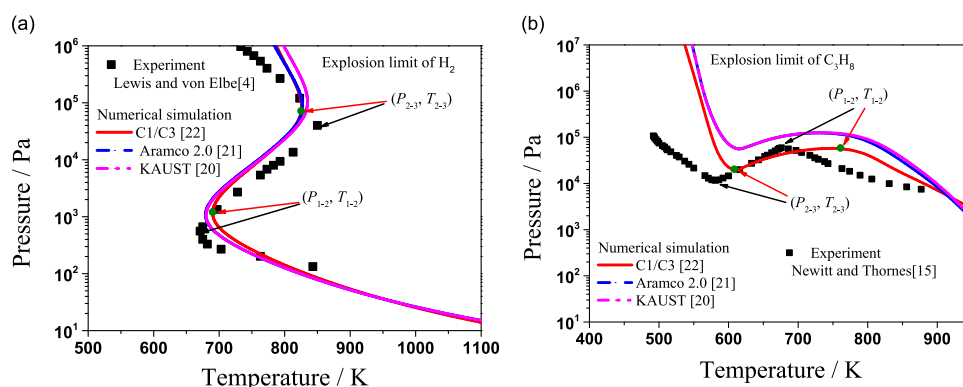 (a)
Explosion limit of H2
Experiment
Lewis and von Elbe[4]
(P2-3, T2-3)
Numerical simulation
C1/C3 [22]
Aramco 2.0 [21]
KAUST [20]
(P1-2, T1-2)
Pressure / Pa
10^6
10^5
10^4
10^3
10^2
10^1
500 600 700 800 900 1000 1100
Temperature / K
(b)
Explosion limit of C3H8
(P1-2, T1-2)
(P2-3, T2-3)
Numerical simulation
C1/C3 [22]
Aramco 2.0 [21]
KAUST [20]
Experiment
Newitt and Thornes[15]
Pressure / Pa
10^7
10^6
10^5
10^4
10^3
10^2
10^1
400 500 600 700 800 900
Temperature / K